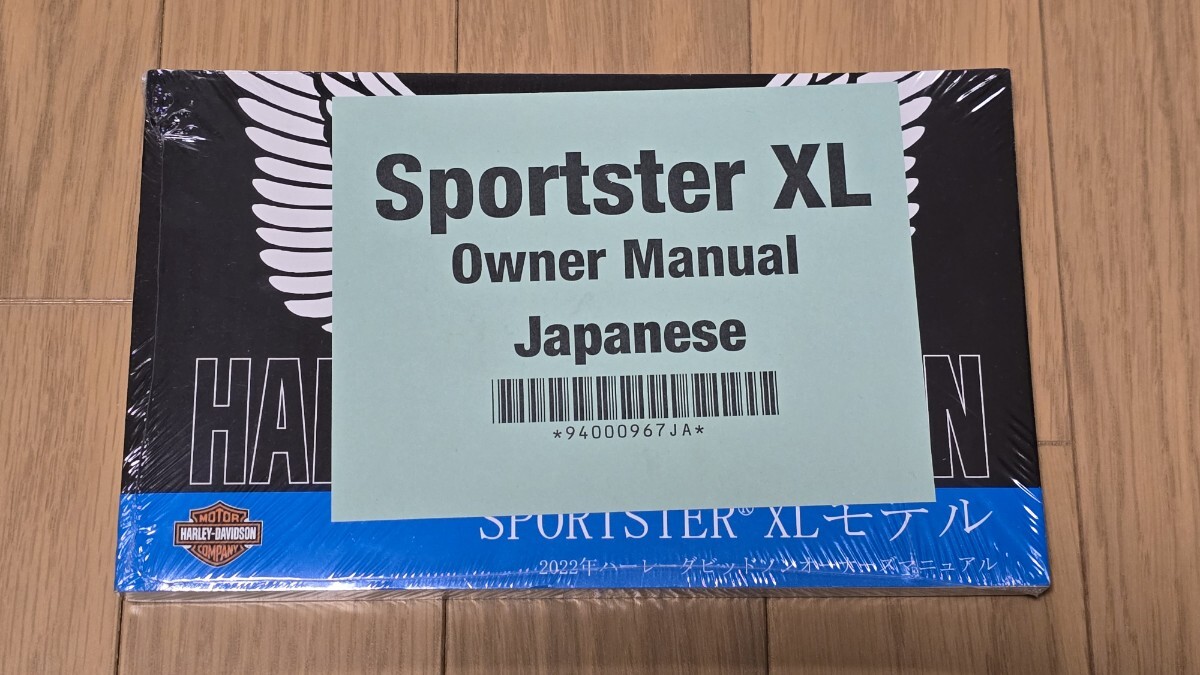 Sportster XL
Owner Manual
Japanese
*94000967JA*
HA
N
MOTOR
HARLEY-DAVIDSON
COMPANY
SPORTSTER® XLモデル
2022年ハーレーダビッドソンオーナーズマニュアル